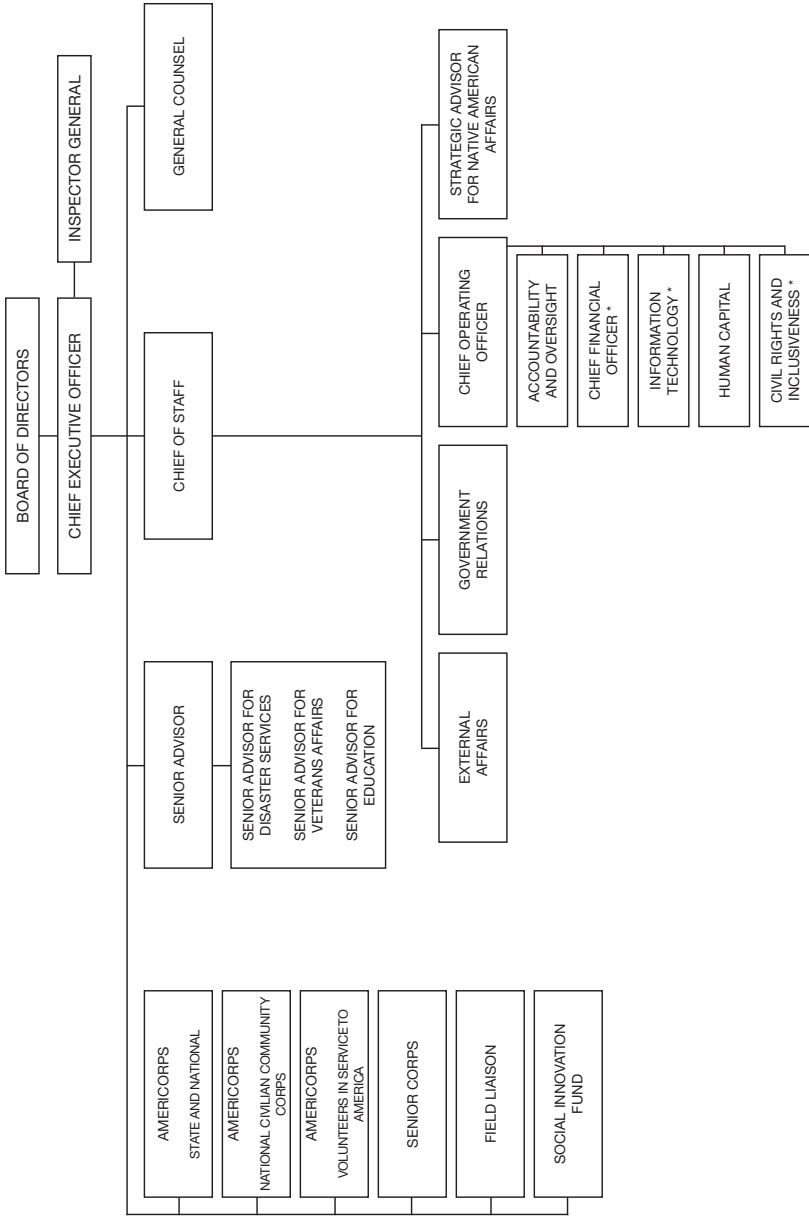 BOARD OF DIRECTORS
CHIEF EXECUTIVE OFFICER
INSPECTOR GENERAL
AMERICORPS
STATE AND NATIONAL
AMERICORPS
NATIONAL CIVILIAN COMMUNITY
CORPS
AMERICORPS
VOLUNTEERS IN SERVICE TO
AMERICA
SENIOR CORPS
FIELD LIAISON
SOCIAL INNOVATION
FUND
SENIOR ADVISOR
SENIOR ADVISOR FOR
DISASTER SERVICES
SENIOR ADVISOR FOR
VETERANS AFFAIRS
SENIOR ADVISOR FOR
EDUCATION
CHIEF OF STAFF
GENERAL COUNSEL
EXTERNAL
AFFAIRS
GOVERNMENT
RELATIONS
CHIEF OPERATING
OFFICER
ACCOUNTABILITY
AND OVERSIGHT
CHIEF FINANCIAL
OFFICER *
INFORMATION
TECHNOLOGY *
HUMAN CAPITAL
CIVIL RIGHTS AND
INCLUSIVENESS *
STRATEGIC ADVISOR
FOR NATIVE AMERICAN
AFFAIRS